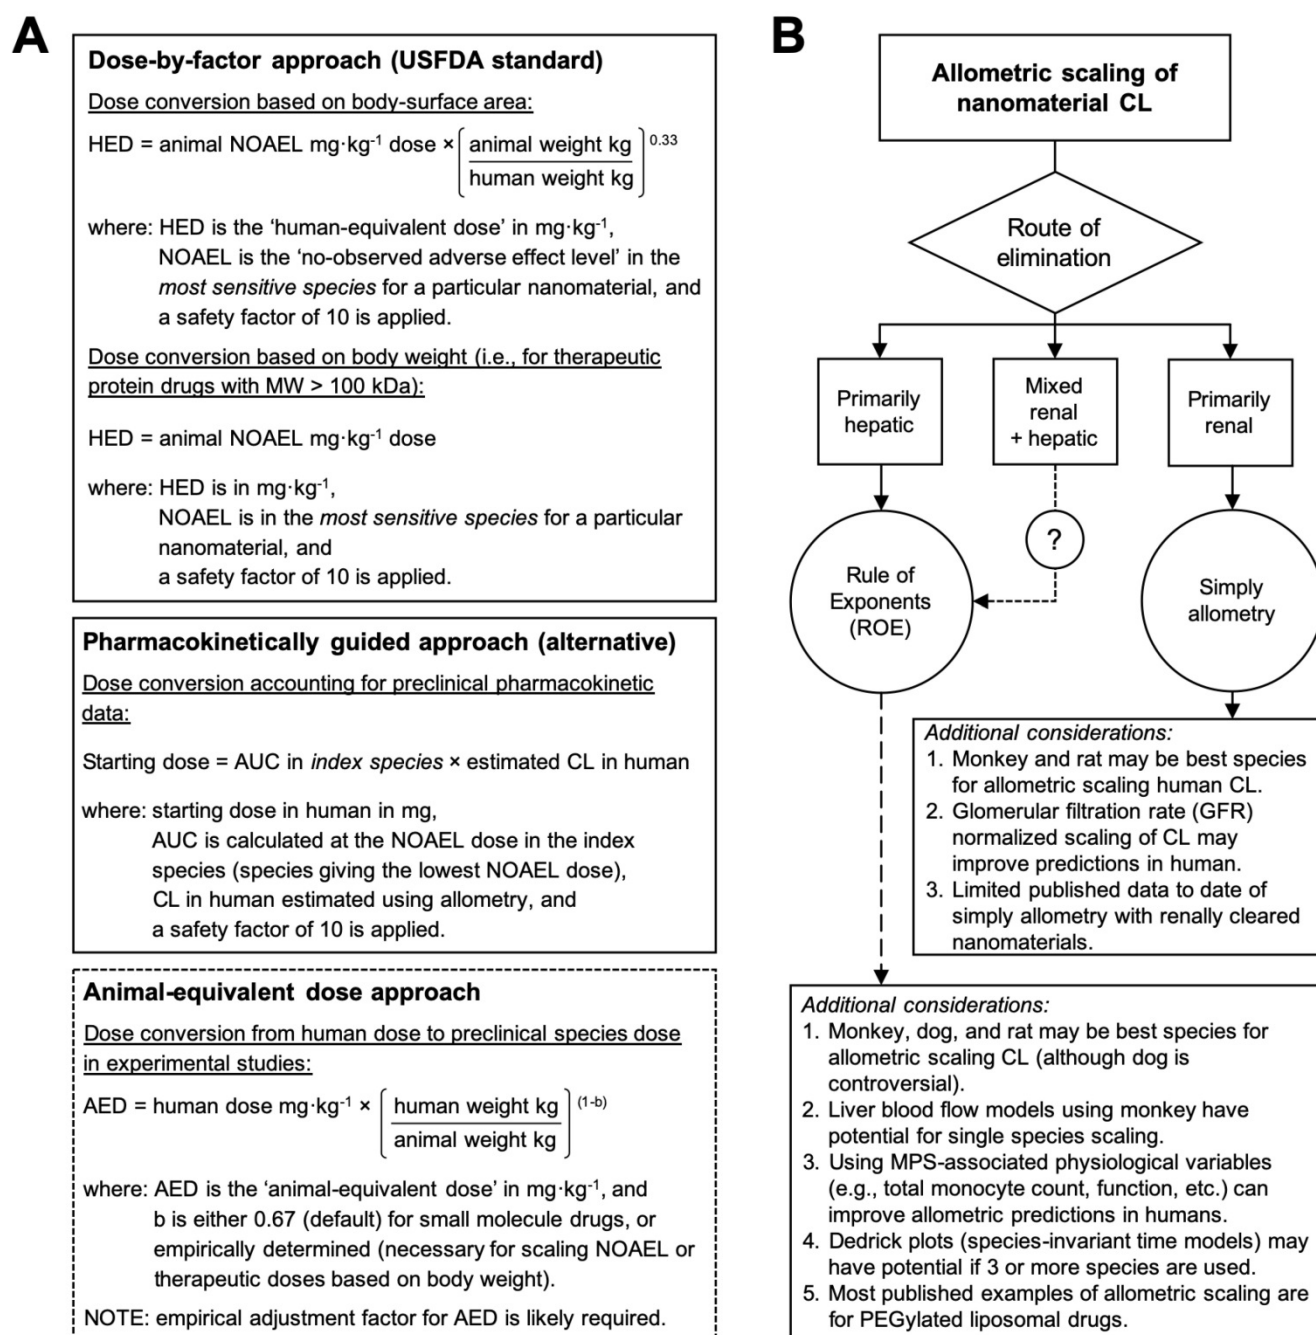 A
Dose-by-factor approach (USFDA standard)
Dose conversion based on body-surface area:
HED = animal NOAEL mg·kg⁻¹ dose × [animal weight kg / human weight kg]^0.33
where: HED is the ‘human-equivalent dose’ in mg·kg⁻¹,
NOAEL is the ‘no-observed adverse effect level’ in the
most sensitive species for a particular nanomaterial, and
a safety factor of 10 is applied.
Dose conversion based on body weight (i.e., for therapeutic
protein drugs with MW > 100 kDa):
HED = animal NOAEL mg·kg⁻¹ dose
where: HED is in mg·kg⁻¹,
NOAEL is in the most sensitive species for a particular
nanomaterial, and
a safety factor of 10 is applied.
Pharmacokinetically guided approach (alternative)
Dose conversion accounting for preclinical pharmacokinetic
data:
Starting dose = AUC in index species × estimated CL in human
where: starting dose in human in mg,
AUC is calculated at the NOAEL dose in the index
species (species giving the lowest NOAEL dose),
CL in human estimated using allometry, and
a safety factor of 10 is applied.
Animal-equivalent dose approach
Dose conversion from human dose to preclinical species dose
in experimental studies:
AED = human dose mg·kg⁻¹ × [human weight kg / animal weight kg]^(1-b)
where: AED is the ‘animal-equivalent dose’ in mg·kg⁻¹, and
b is either 0.67 (default) for small molecule drugs, or
empirically determined (necessary for scaling NOAEL or
therapeutic doses based on body weight).
NOTE: empirical adjustment factor for AED is likely required.
B
Allometric scaling of
nanomaterial CL
Route of
elimination
Primarily
hepatic
Mixed
renal
+ hepatic
Primarily
renal
?
Rule of
Exponents
(ROE)
Simply
allometry
Additional considerations:
1. Monkey and rat may be best species
for allometric scaling human CL.
2. Glomerular filtration rate (GFR)
normalized scaling of CL may
improve predictions in human.
3. Limited published data to date of
simply allometry with renally cleared
nanomaterials.
Additional considerations:
1. Monkey, dog, and rat may be best species for
allometric scaling CL (although dog is
controversial).
2. Liver blood flow models using monkey have
potential for single species scaling.
3. Using MPS-associated physiological variables
(e.g., total monocyte count, function, etc.) can
improve allometric predictions in humans.
4. Dedrick plots (species-invariant time models) may
have potential if 3 or more species are used.
5. Most published examples of allometric scaling are
for PEGylated liposomal drugs.